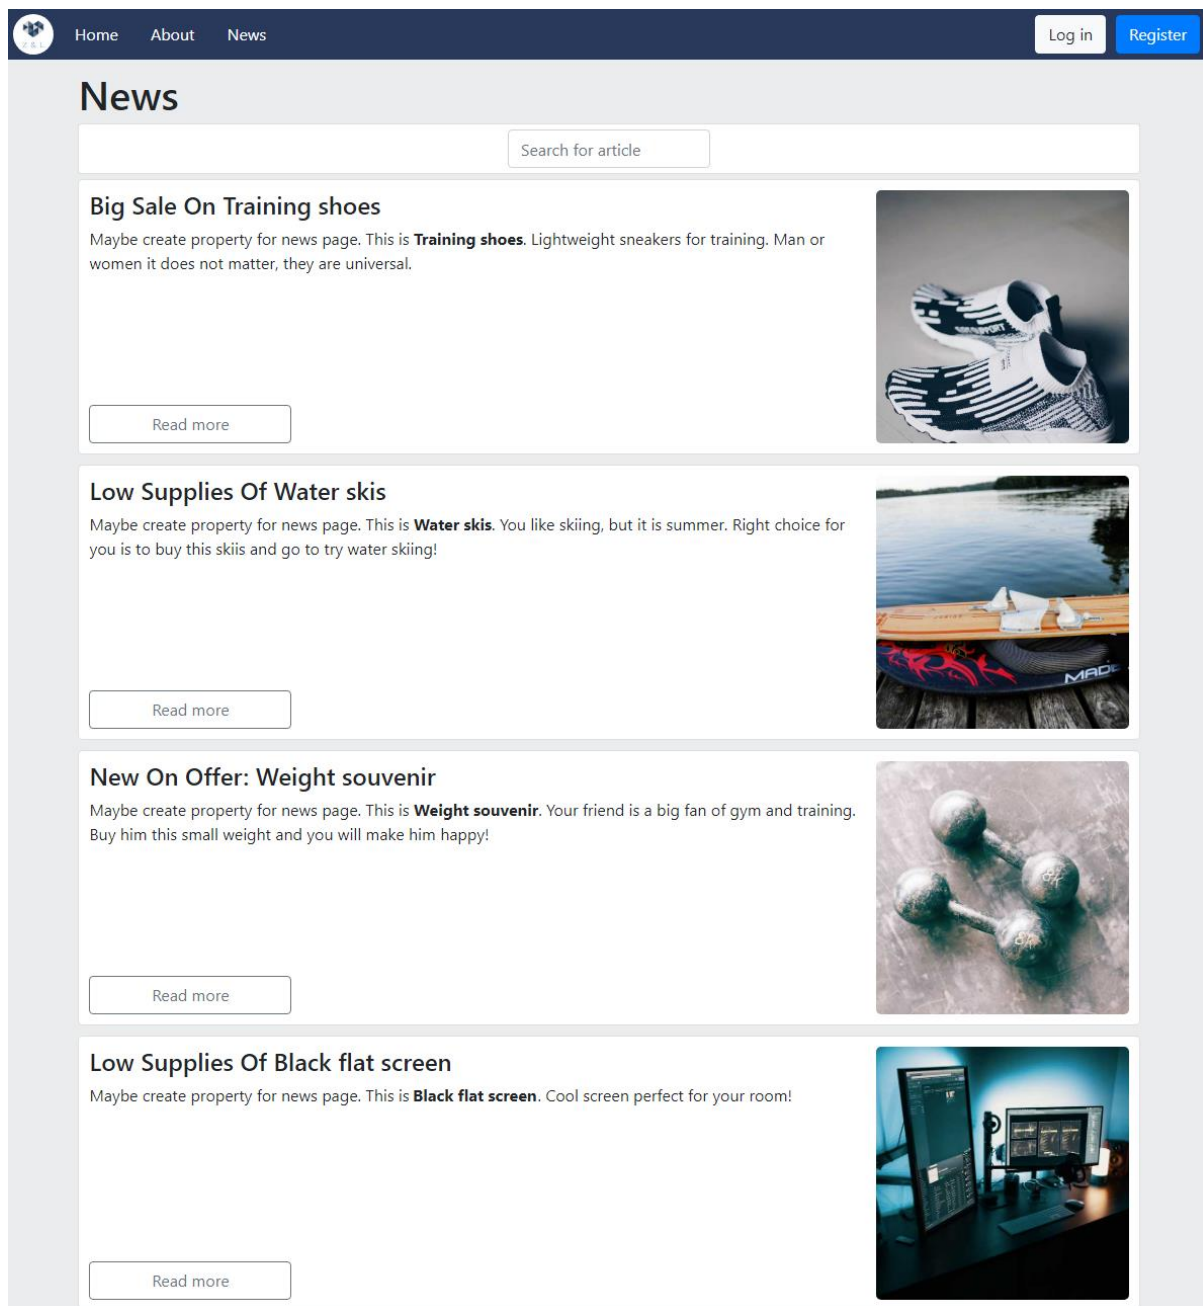 Z & L
Home About News Log in Register
News
Search for article
Big Sale On Training shoes
Maybe create property for news page. This is Training shoes. Lightweight sneakers for training. Man or
women it does not matter, they are universal.
Read more
Low Supplies Of Water skis
Maybe create property for news page. This is Water skis. You like skiing, but it is summer. Right choice for
you is to buy this skiis and go to try water skiing!
MADE
Read more
New On Offer: Weight souvenir
Maybe create property for news page. This is Weight souvenir. Your friend is a big fan of gym and training.
Buy him this small weight and you will make him happy!
Read more
Low Supplies Of Black flat screen
Maybe create property for news page. This is Black flat screen. Cool screen perfect for your room!
Read more